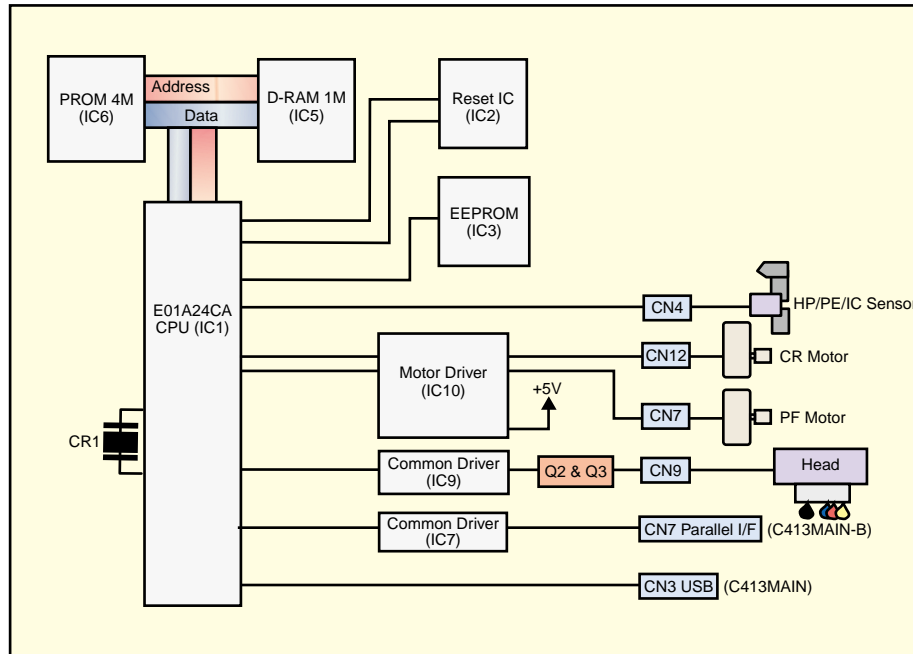 PROM 4M
(IC6)
Address
Data
D-RAM 1M
(IC5)
Reset IC
(IC2)
EEPROM
(IC3)
E01A24CA
CPU (IC1)
CN4
HP/PE/IC Sensor
Motor Driver
(IC10)
+5V
CN12
CR Motor
CN7
PF Motor
CR1
Common Driver
(IC9)
Q2 & Q3
CN9
Head
Common Driver
(IC7)
CN7 Parallel I/F
(C413MAIN-B)
CN3 USB
(C413MAIN)